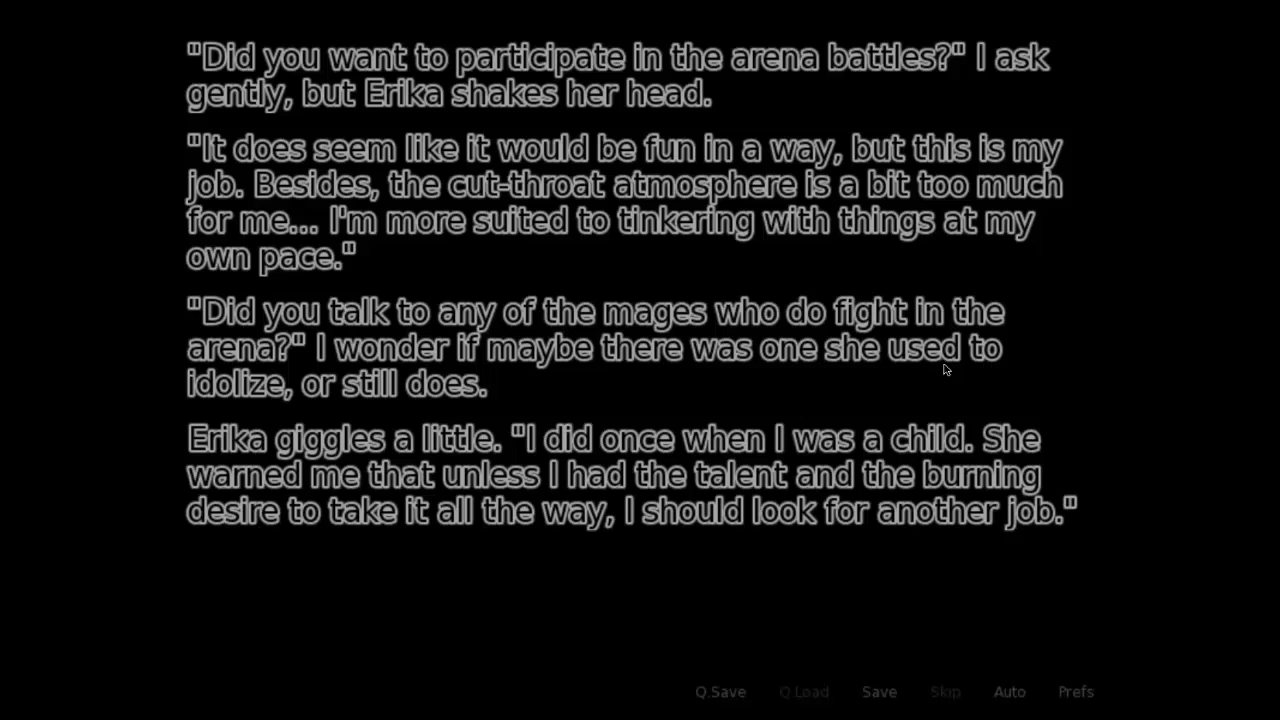 "Did you want to participate in the arena battles?" I ask
gently, but Erika shakes her head.
"It does seem like it would be fun in a way, but this is my
job. Besides, the cut-throat atmosphere is a bit too much
for me... I'm more suited to tinkering with things at my
own pace."
"Did you talk to any of the mages who do fight in the
arena?" I wonder if maybe there was one she used to
idolize, or still does.
Erika giggles a little. "I did once when I was a child. She
warned me that unless I had the talent and the burning
desire to take it all the way, I should look for another job."
Q.Save Q.Load Save Skip Auto Prefs